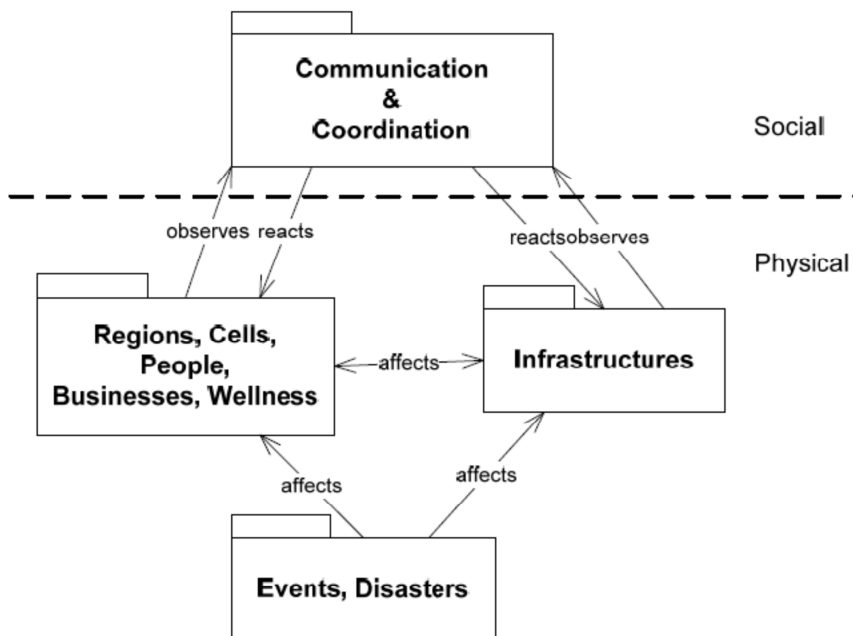 Communication
&
Coordination
Social
observes reacts
reactsobserves
Physical
Regions, Cells,
People,
Businesses, Wellness
affects
Infrastructures
affects
affects
Events, Disasters